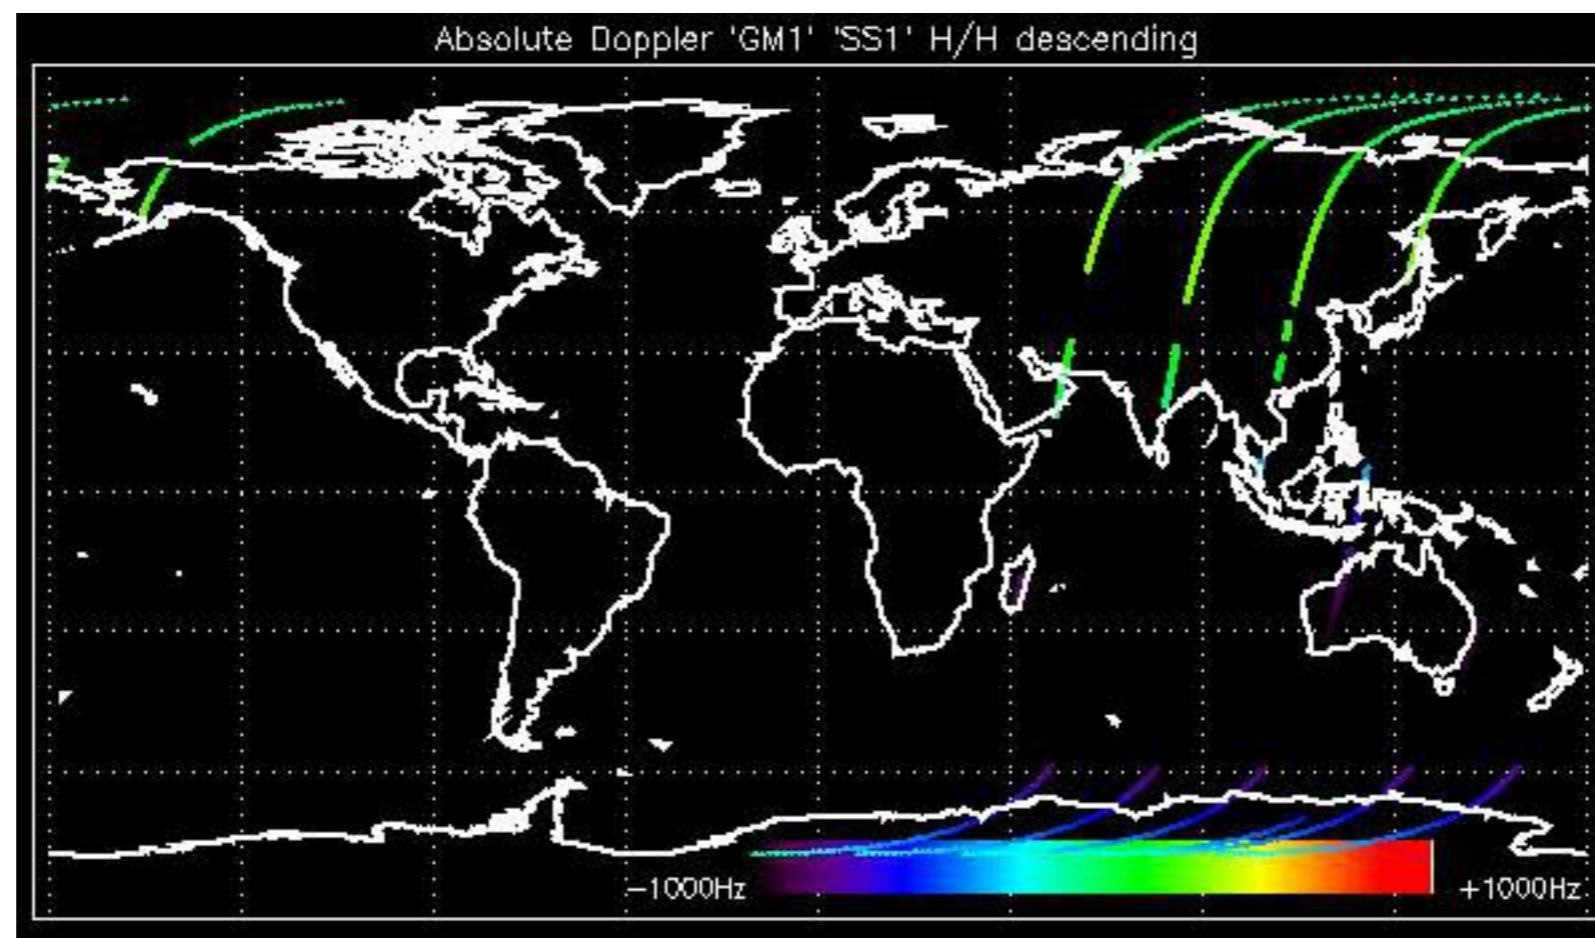 Absolute Doppler 'GM1' 'SS1' H/H descending
-1000Hz +1000Hz